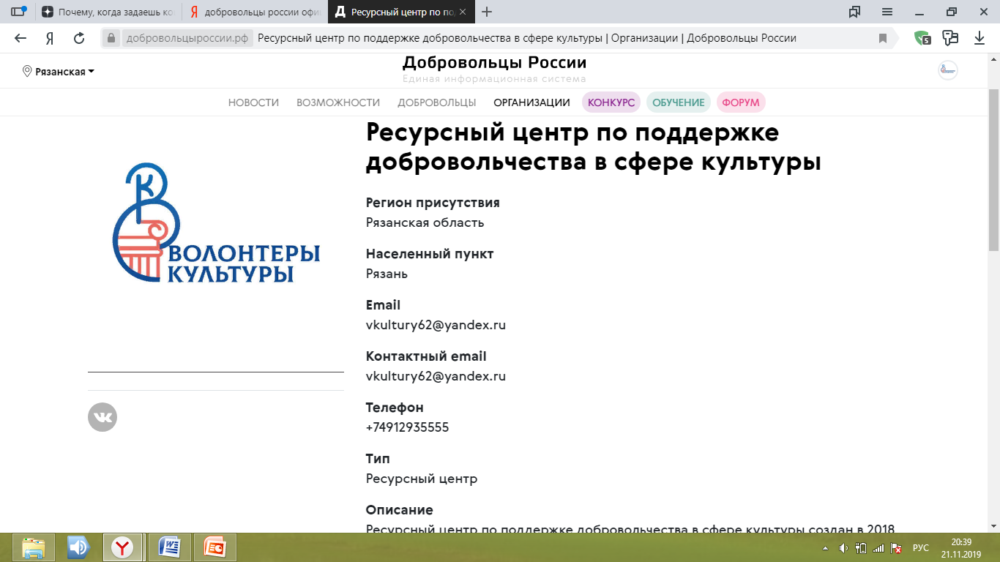 Почему, когда задаешь ко
добровольцы россии офи
Ресурсный центр по по
добровольцыроссии.рф Ресурсный центр по поддержке добровольчества в сфере культуры | Организации | Добровольцы России
5
Рязанская
Добровольцы России
Единая информационная система
НОВОСТИ ВОЗМОЖНОСТИ ДОБРОВОЛЬЦЫ ОРГАНИЗАЦИИ КОНКУРС ОБУЧЕНИЕ ФОРУМ
Ресурсный центр по поддержке
добровольчества в сфере культуры
ВОЛОНТЕРЫ
КУЛЬТУРЫ
Регион присутствия
Рязанская область
Населенный пункт
Рязань
Email
vkultury62@yandex.ru
Контактный email
vkultury62@yandex.ru
Телефон
+74912935555
Тип
Ресурсный центр
Описание
Ресурсный центр по поддержке добровольчества в сфере культуры создан в 2018
РУС
20:39
21.11.2019